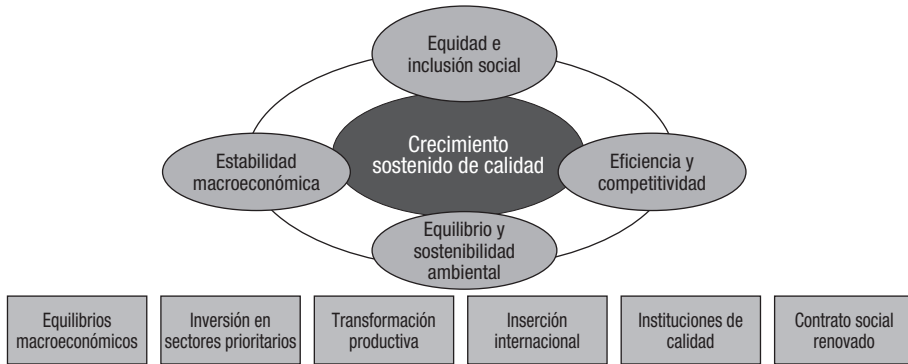 Equidad e
inclusión social
Crecimiento
sostenido de calidad
Estabilidad
macroeconómica
Eficiencia y
competitividad
Equilibrio y
sostenibilidad
ambiental
Equilibrios
macroeconómicos
Inversión en
sectores prioritarios
Transformación
productiva
Inserción
internacional
Instituciones de
calidad
Contrato social
renovado